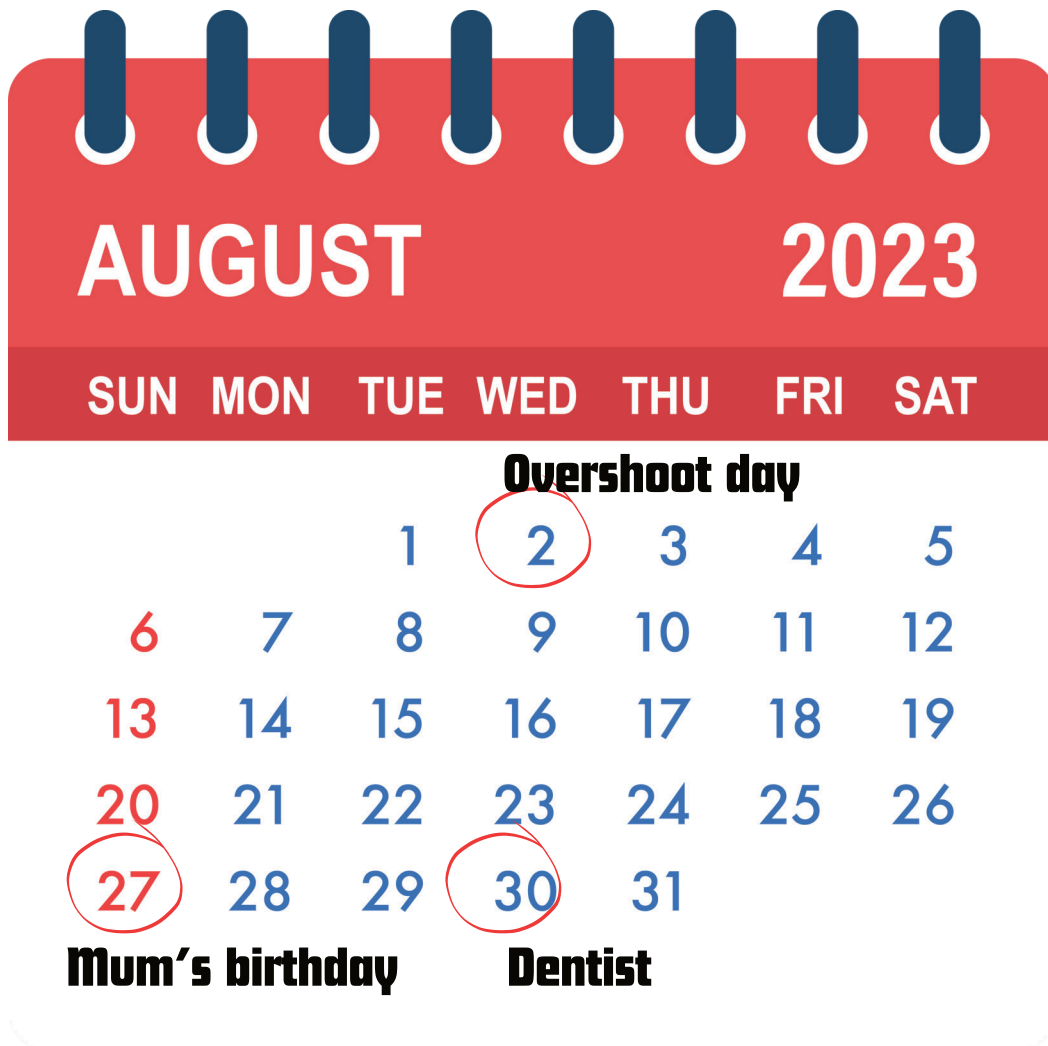 AUGUST 2023
SUN MON TUE WED THU FRI SAT
Overshoot day
1 2 3 4 5
6 7 8 9 10 11 12
13 14 15 16 17 18 19
20 21 22 23 24 25 26
27 28 29 30 31
Mum's birthday Dentist